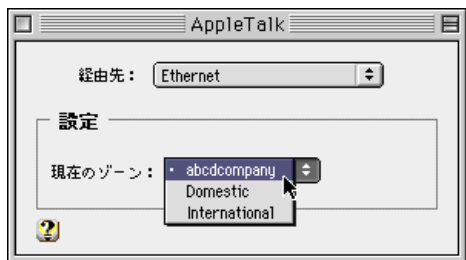 AppleTalk
経由先： Ethernet
設定
現在のゾーン： • abcdcompany
Domestic
International